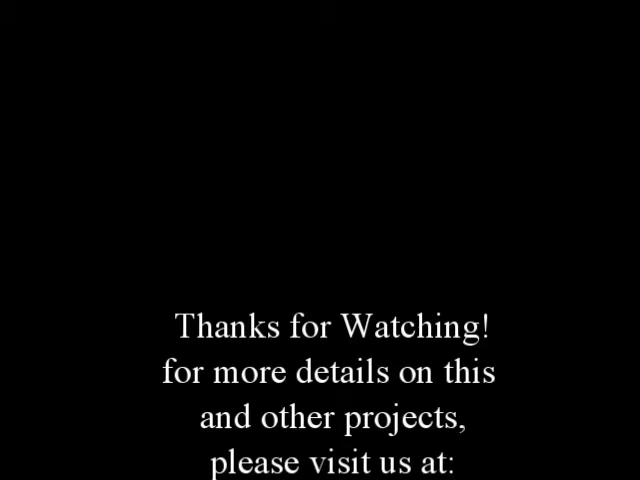 Thanks for Watching!
for more details on this
and other projects,
please visit us at: